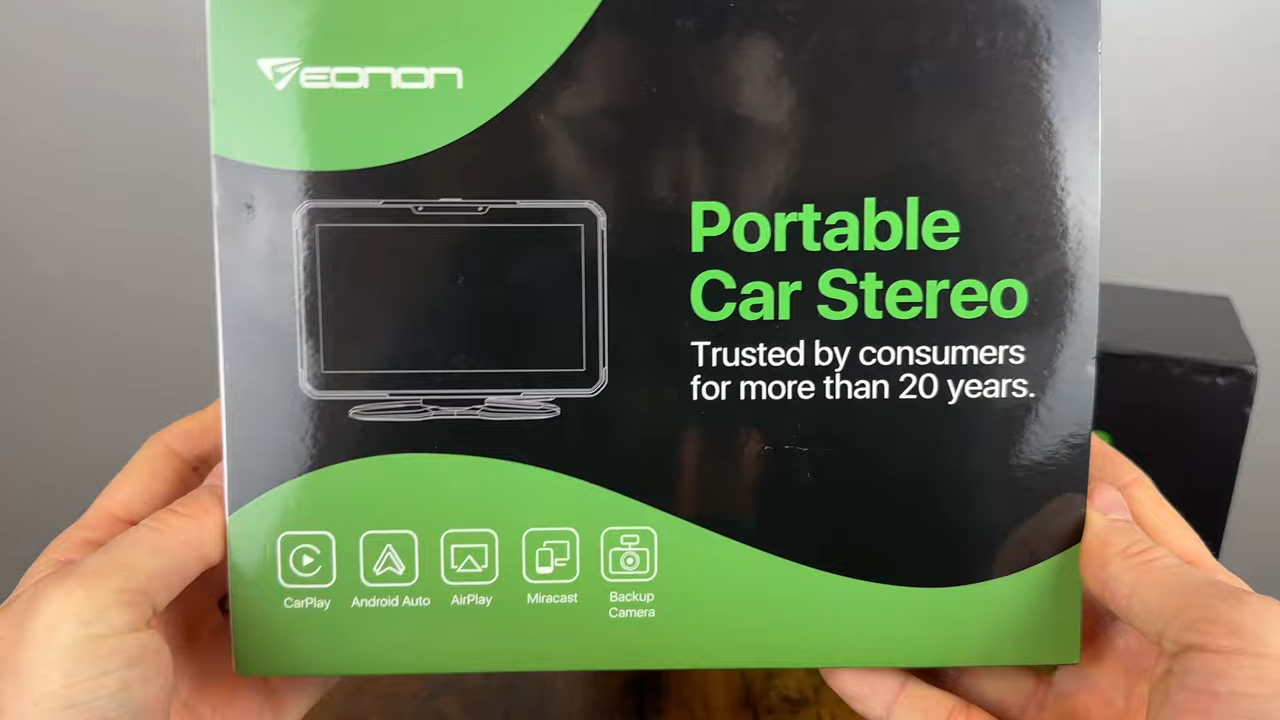 EONON
Portable
Car Stereo
Trusted by consumers
for more than 20 years.
CarPlay
Android Auto
AirPlay
Miracast
Backup
Camera